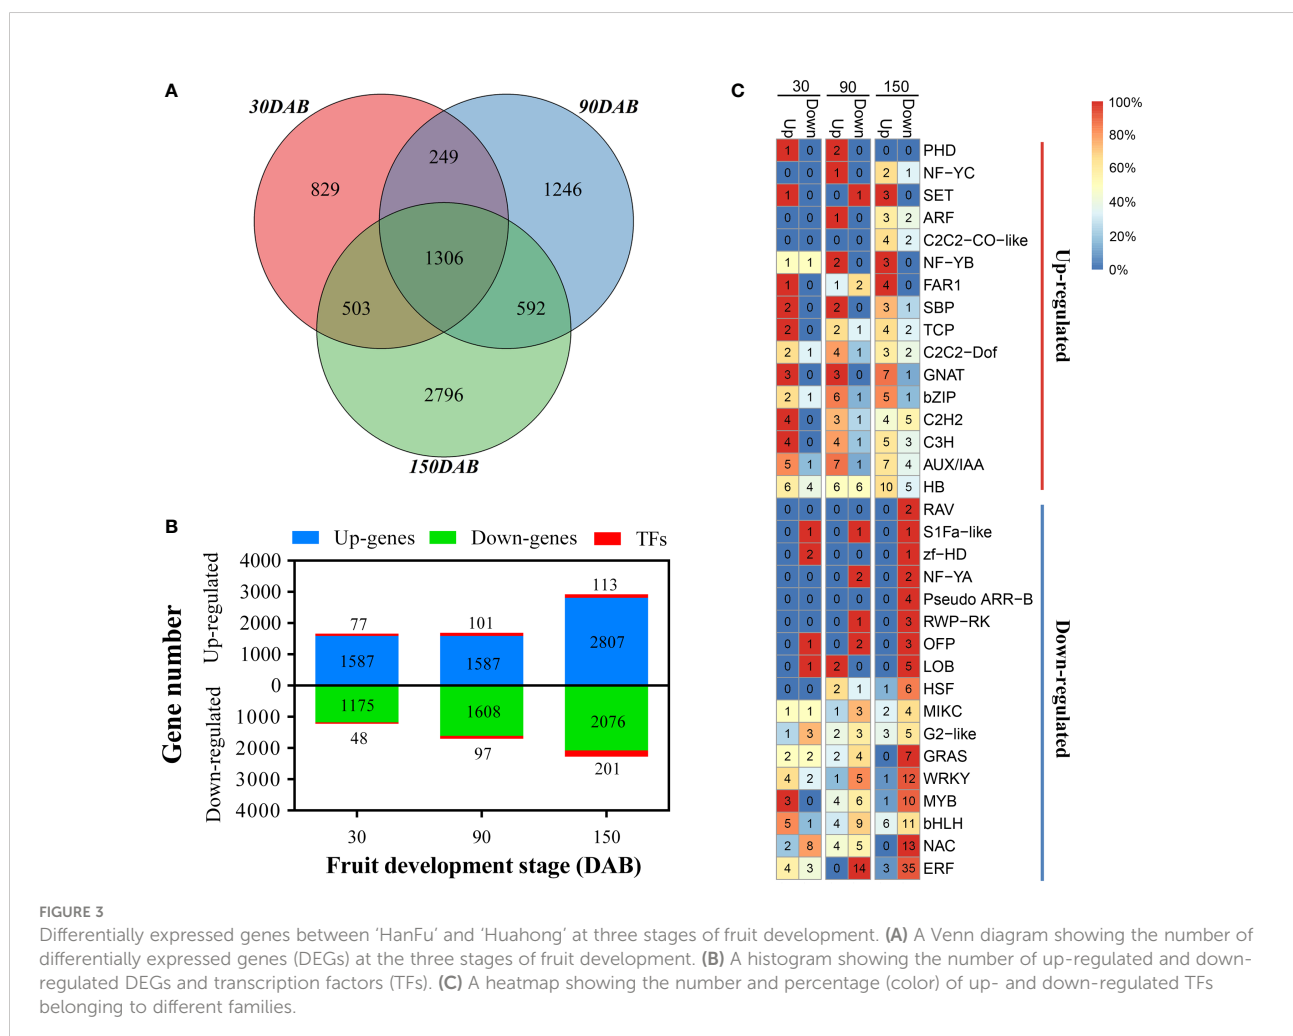 A
30DAB
90DAB
249
829
1246
1306
503
592
2796
150DAB
B
Up-genes Down-genes TFs
Gene number
Up-regulated
Down-regulated
4000
3000
2000
1000
0
1000
2000
3000
4000
77 101 113
1587 1587 2807
1175 1608 2076
48 97 201
30 90 150
Fruit development stage (DAB)
C
30 90 150
Up Down Up Down Up Down
1 0 2 0 0 0 PHD
0 0 1 0 2 1 NF-YC
1 0 0 1 3 0 SET
0 0 1 0 3 2 ARF
0 0 0 0 4 2 C2C2-CO-like
1 1 2 0 3 0 NF-YB
1 0 1 2 4 0 FAR1
2 0 2 0 3 1 SBP
2 0 2 1 4 2 TCP
2 1 4 1 3 2 C2C2-Dof
3 0 3 0 7 1 GNAT
2 1 6 1 5 1 bZIP
4 0 3 1 4 5 C2H2
4 0 4 1 5 3 C3H
5 1 7 1 7 4 AUX/IAA
6 4 6 6 10 5 HB
0 0 0 0 0 2 RAV
0 1 0 1 0 1 S1Fa-like
0 2 0 0 0 1 zf-HD
0 0 0 2 0 2 NF-YA
0 0 0 0 0 4 Pseudo ARR-B
0 0 0 1 0 3 RWP-RK
0 1 0 2 0 3 OFP
0 1 2 0 0 5 LOB
0 0 2 1 1 6 HSF
1 1 1 3 2 4 MIKC
1 3 2 3 3 5 G2-like
2 2 2 4 0 7 GRAS
4 2 1 5 1 12 WRKY
3 0 4 6 1 10 MYB
5 1 4 9 6 11 bHLH
2 8 4 5 0 13 NAC
4 3 0 14 3 35 ERF
Up-regulated
Down-regulated
100%
80%
60%
40%
20%
0%
FIGURE 3
Differentially expressed genes between ‘HanFu’ and ‘Huahong’ at three stages of fruit development. (A) A Venn diagram showing the number of
differentially expressed genes (DEGs) at the three stages of fruit development. (B) A histogram showing the number of up-regulated and down-
regulated DEGs and transcription factors (TFs). (C) A heatmap showing the number and percentage (color) of up- and down-regulated TFs
belonging to different families.